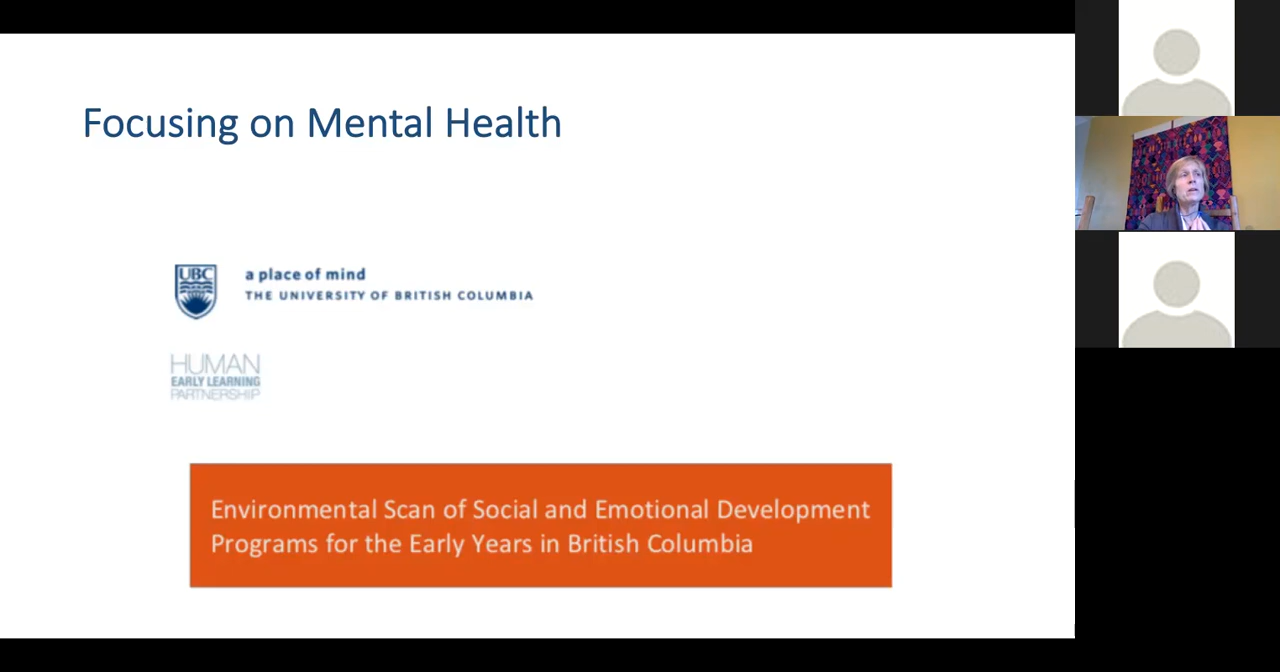 Focusing on Mental Health
UBC
a place of mind
THE UNIVERSITY OF BRITISH COLUMBIA
HUMAN
EARLY LEARNING
PARTNERSHIP
Environmental Scan of Social and Emotional Development
Programs for the Early Years in British Columbia